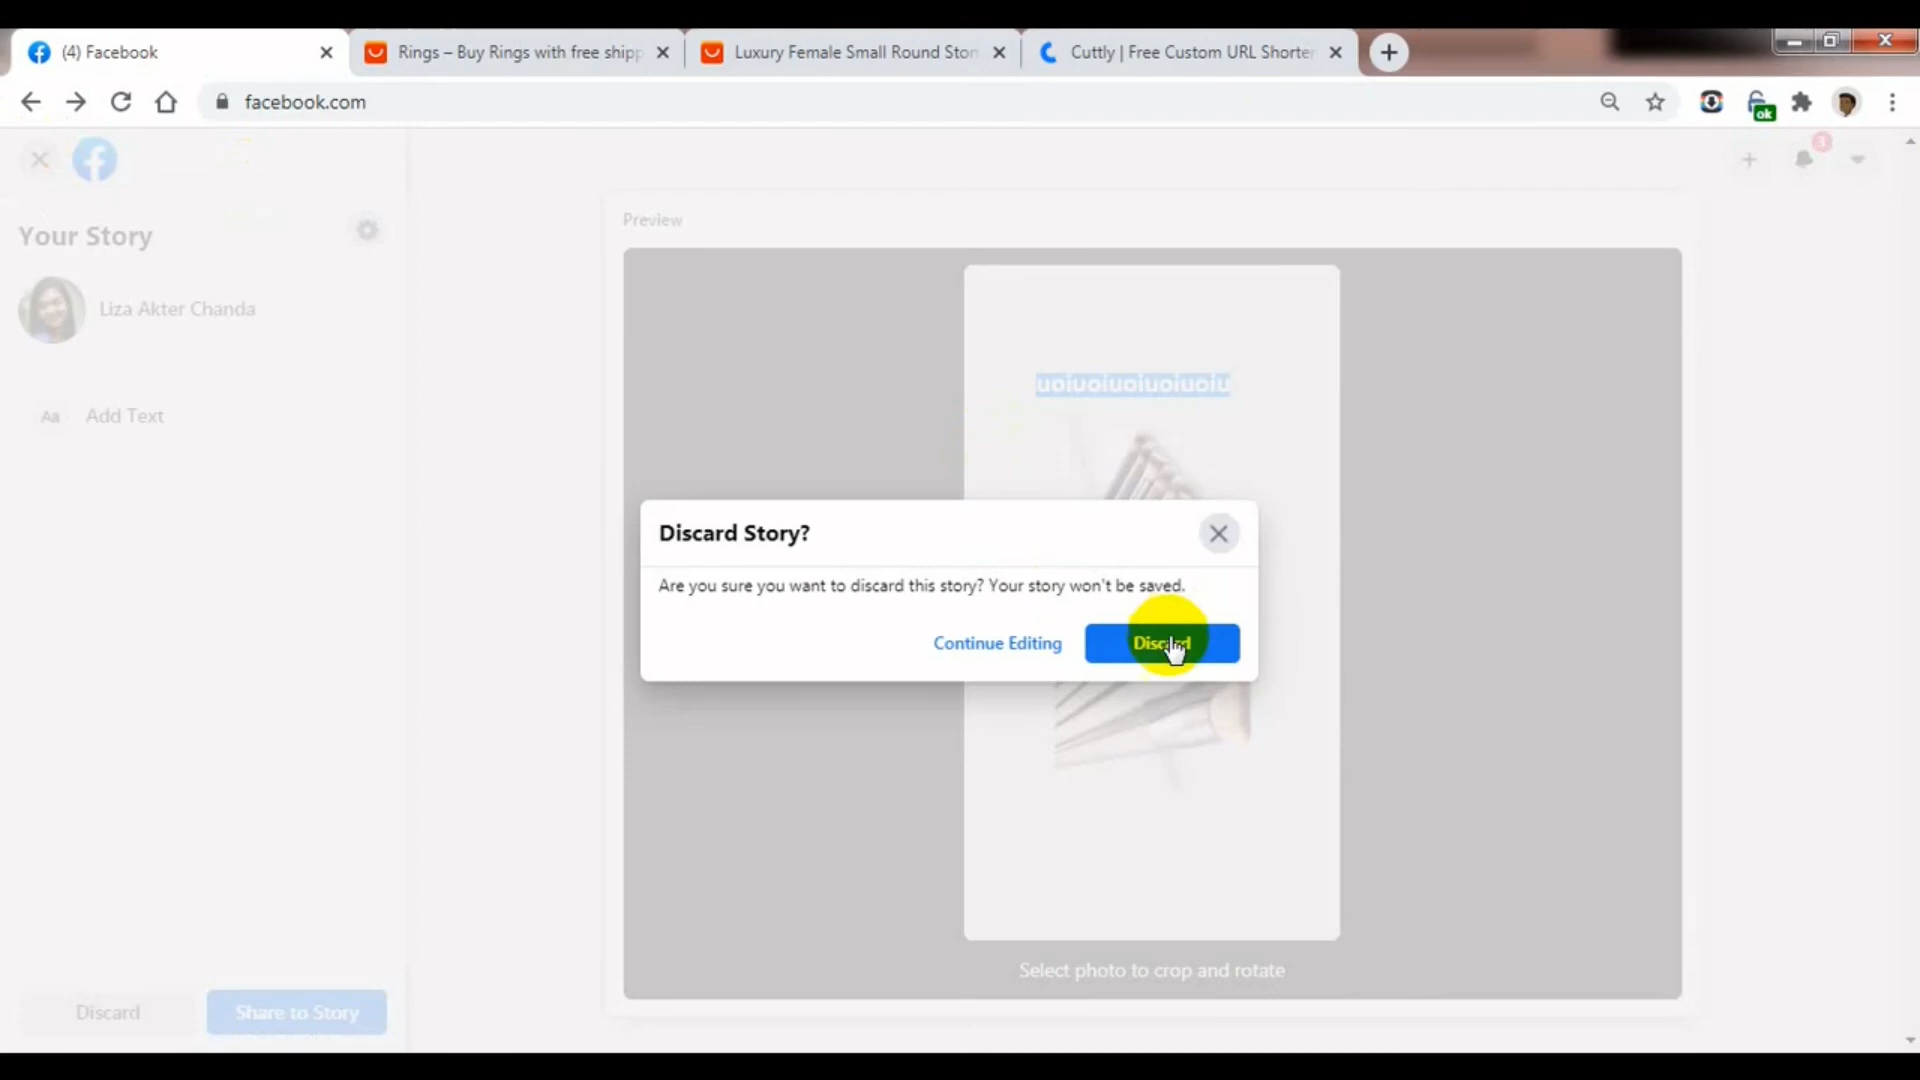 (4) Facebook
Rings – Buy Rings with free shipp
Luxury Female Small Round Ston
Cuttly | Free Custom URL Shorter
facebook.com
ok
3
Your Story
Preview
Liza Akter Chanda
uoiuoiuoiuoiuoiu
Aa Add Text
Discard Story?
Are you sure you want to discard this story? Your story won't be saved.
Continue Editing
Discard
Select photo to crop and rotate
Discard
Share to Story